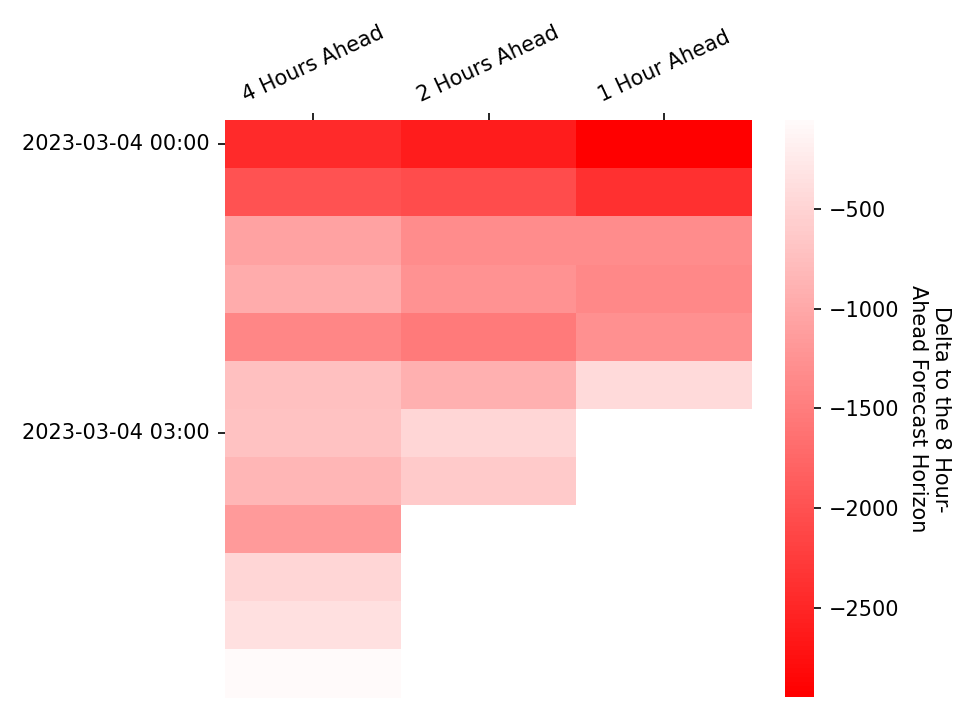 4 Hours Ahead
2 Hours Ahead
1 Hour Ahead
2023-03-04 00:00
2023-03-04 03:00
−500
−1000
−1500
−2000
−2500
Delta to the 8 Hour-
Ahead Forecast Horizon